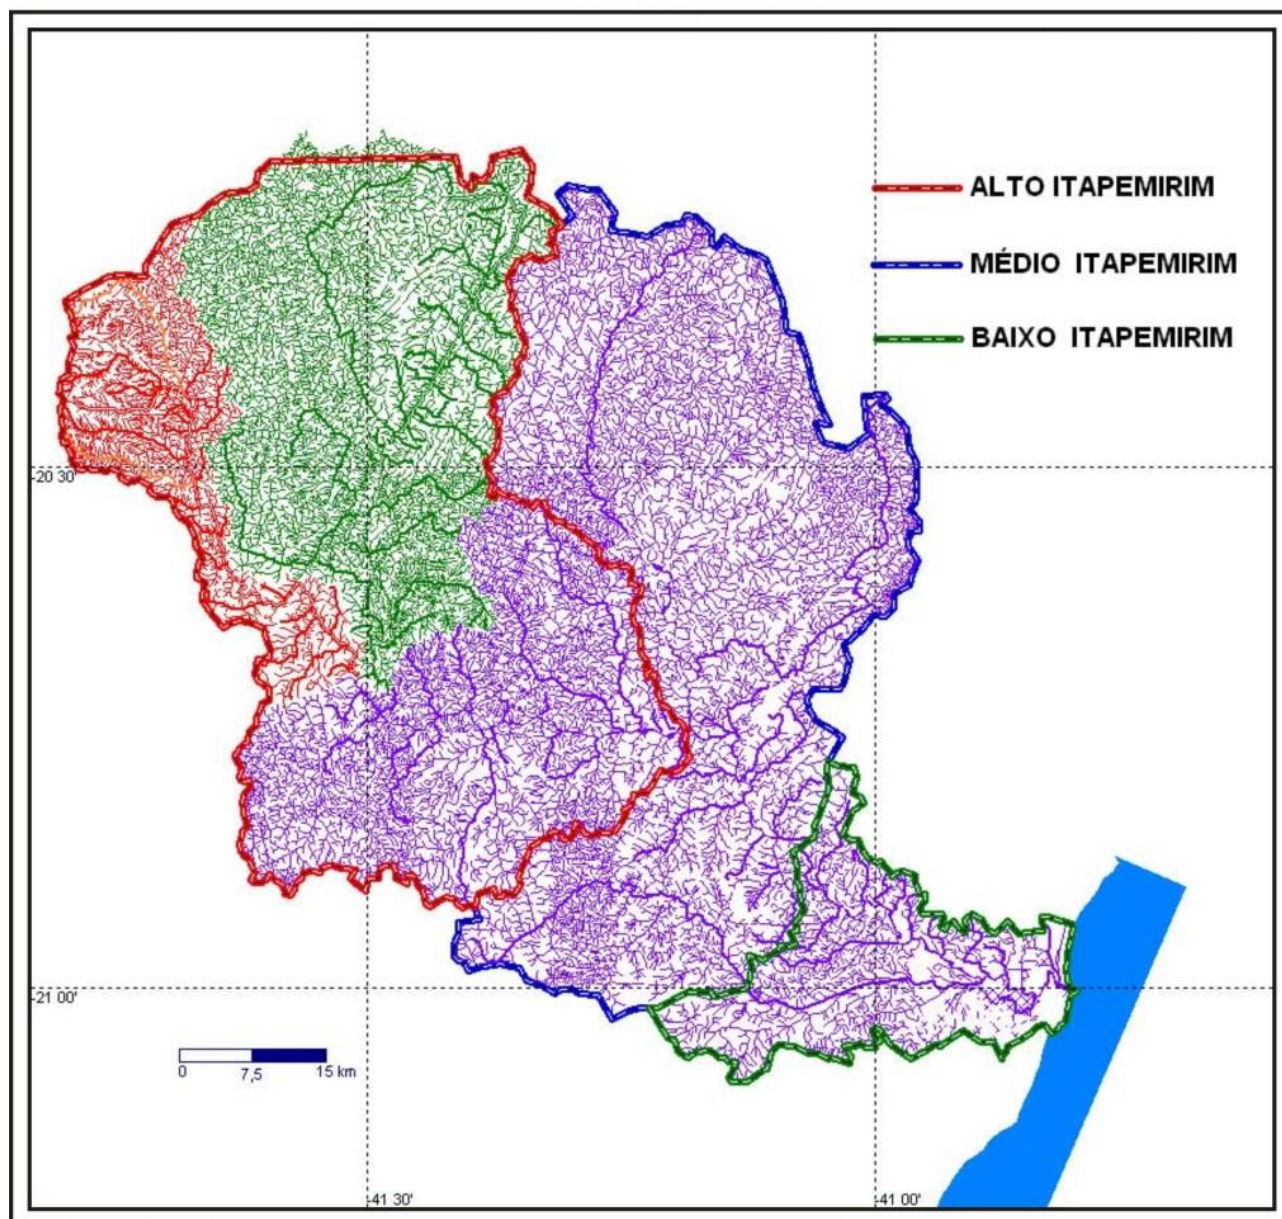 ALTO ITAPEMIRIM
MÉDIO ITAPEMIRIM
BAIXO ITAPEMIRIM
-20 30'
-21 00'
0 7,5 15 km
-41 30'
-41 00'